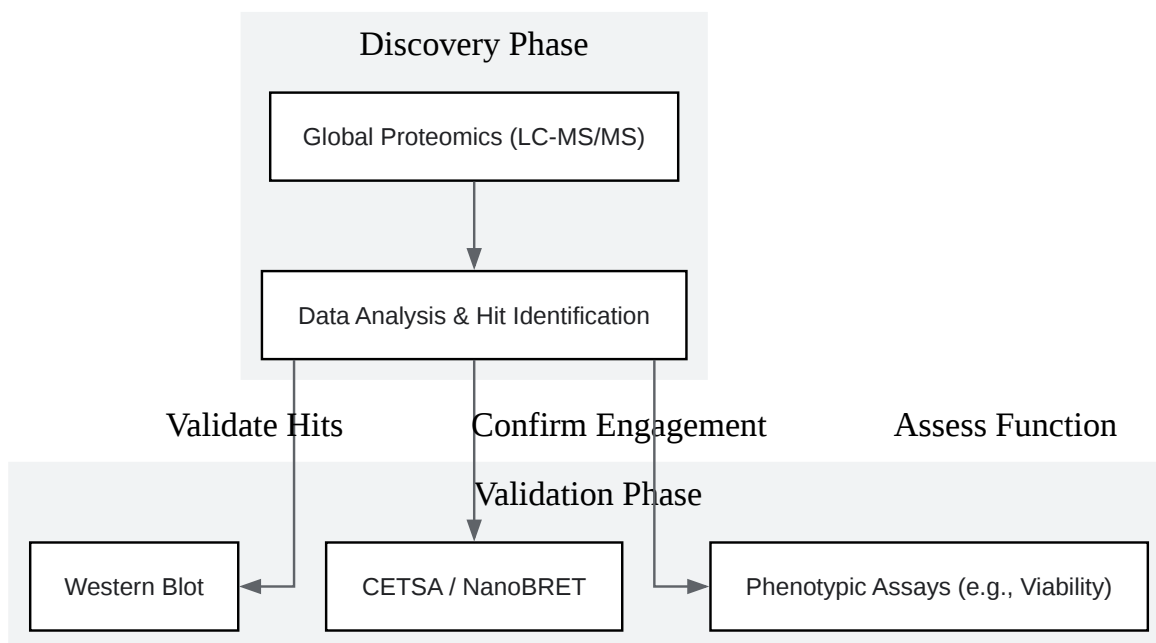 Discovery Phase
Global Proteomics (LC-MS/MS)
Data Analysis & Hit Identification
Validate Hits
Confirm Engagement
Assess Function
Validation Phase
Western Blot
CETSA / NanoBRET
Phenotypic Assays (e.g., Viability)